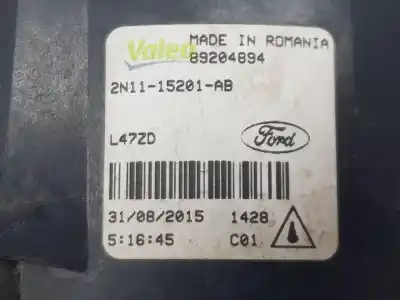 Valeo MADE IN ROMANIA
89204894
2N11-15201-AB
L47ZD Ford
31/08/2015 1428
5:16:45 C01